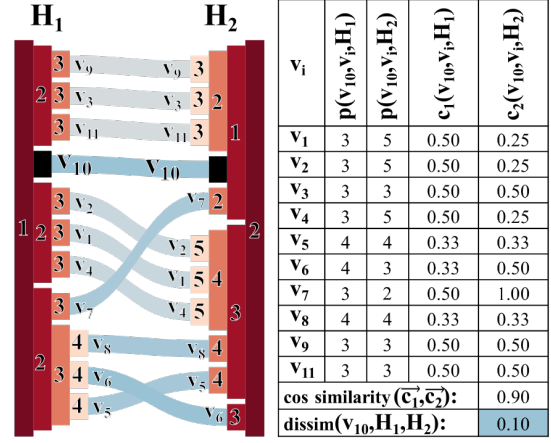 H1 H2
3 v9 v9 3
2 3 v3 v3 3 2
3 v11 v11 3 1
v10 v10
3 v2 v7 2
1 2 3 v1 v2 5 2
3 v4 v1 5 4
v4 5 3
3 v7
4 v8 v8 4
2 3 4 v6 v5 4
4 v5 v6 3
vi p(v10,vi,H1) p(v10,vi,H2) c1(v10,vi,H1) c2(v10,vi,H2)
v1 3 5 0.50 0.25
v2 3 5 0.50 0.25
v3 3 3 0.50 0.50
v4 3 5 0.50 0.25
v5 4 4 0.33 0.33
v6 4 3 0.33 0.50
v7 3 2 0.50 1.00
v8 4 4 0.33 0.33
v9 3 3 0.50 0.50
v11 3 3 0.50 0.50
cos similarity(c1,c2): 0.90
dissim(v10,H1,H2): 0.10